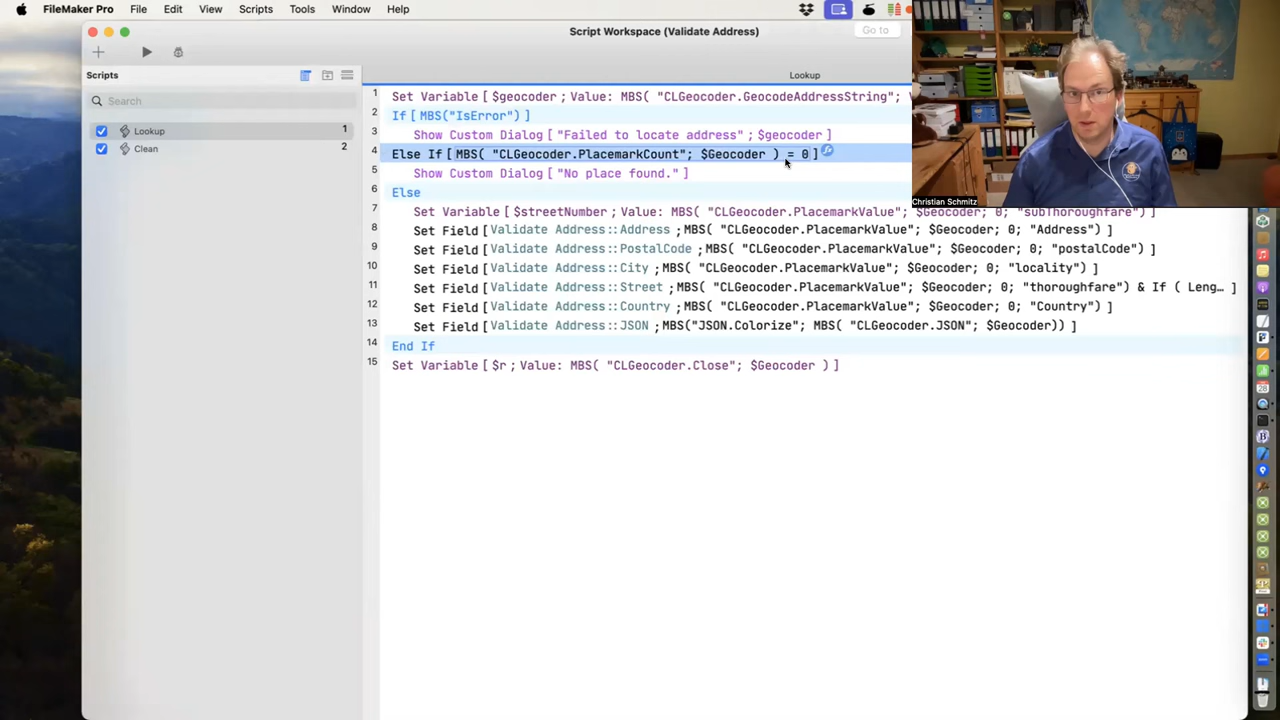 FileMaker Pro File Edit View Scripts Tools Window Help
Script Workspace (Validate Address)
Go to
Scripts
Lookup
Search
Lookup 1
Clean 2
1 Set Variable [ $geocoder ; Value: MBS( "CLGeocoder.GeocodeAddressString";
2 If [ MBS("IsError") ]
3 Show Custom Dialog [ "Failed to locate address" ; $geocoder ]
4 Else If [ MBS( "CLGeocoder.PlacemarkCount"; $Geocoder ) = 0 ]
5 Show Custom Dialog [ "No place found." ]
6 Else
7 Set Variable [ $streetNumber ; Value: MBS( "CLGeocoder.PlacemarkValue"; $Geocoder; 0; "subThoroughfare") ]
8 Set Field [ Validate Address::Address ; MBS( "CLGeocoder.PlacemarkValue"; $Geocoder; 0; "Address") ]
9 Set Field [ Validate Address::PostalCode ; MBS( "CLGeocoder.PlacemarkValue"; $Geocoder; 0; "postalCode") ]
10 Set Field [ Validate Address::City ; MBS( "CLGeocoder.PlacemarkValue"; $Geocoder; 0; "locality") ]
11 Set Field [ Validate Address::Street ; MBS( "CLGeocoder.PlacemarkValue"; $Geocoder; 0; "thoroughfare") & If ( Leng… ]
12 Set Field [ Validate Address::Country ; MBS( "CLGeocoder.PlacemarkValue"; $Geocoder; 0; "Country") ]
13 Set Field [ Validate Address::JSON ; MBS("JSON.Colorize"; MBS( "CLGeocoder.JSON"; $Geocoder)) ]
14 End If
15 Set Variable [ $r ; Value: MBS( "CLGeocoder.Close"; $Geocoder ) ]
Christian Schmitz
28